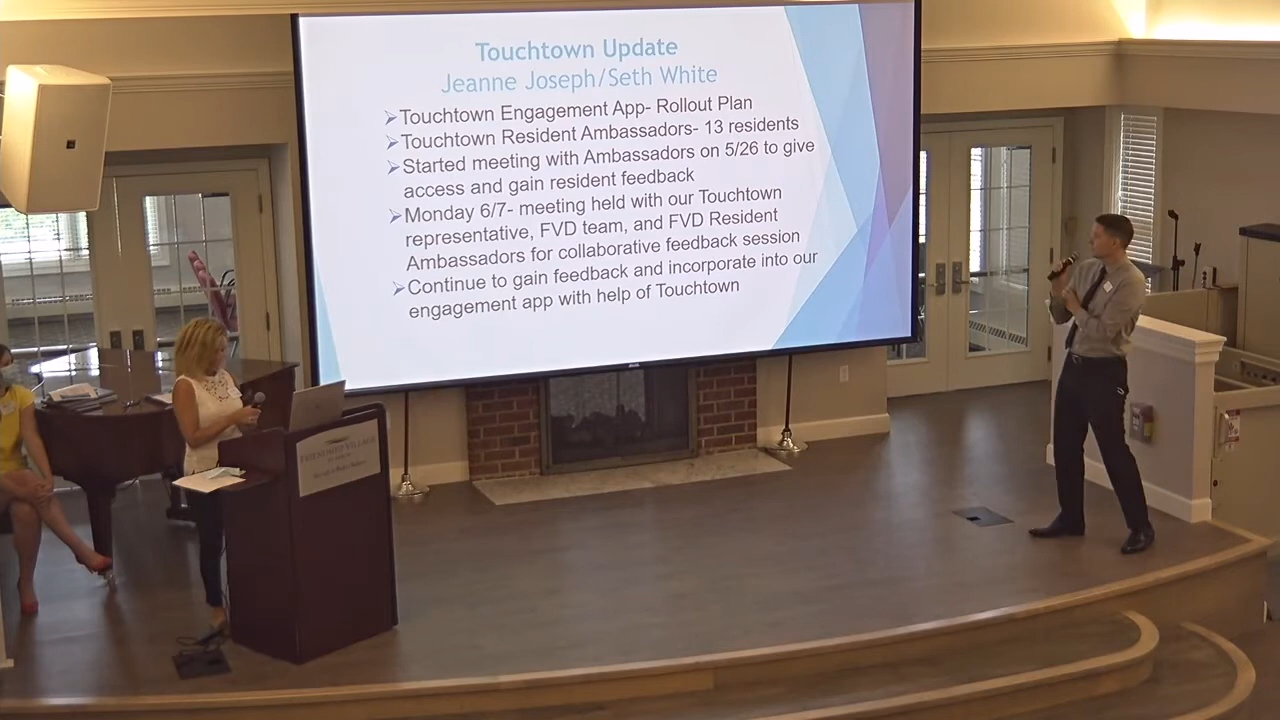 Touchtown Update
Jeanne Joseph/Seth White
➢Touchtown Engagement App- Rollout Plan
➢Touchtown Resident Ambassadors- 13 residents
➢Started meeting with Ambassadors on 5/26 to give
access and gain resident feedback
➢Monday 6/7- meeting held with our Touchtown
representative, FVD team, and FVD Resident
Ambassadors for collaborative feedback session
➢Continue to gain feedback and incorporate into our
engagement app with help of Touchtown
FRIENDSHIP VILLAGE